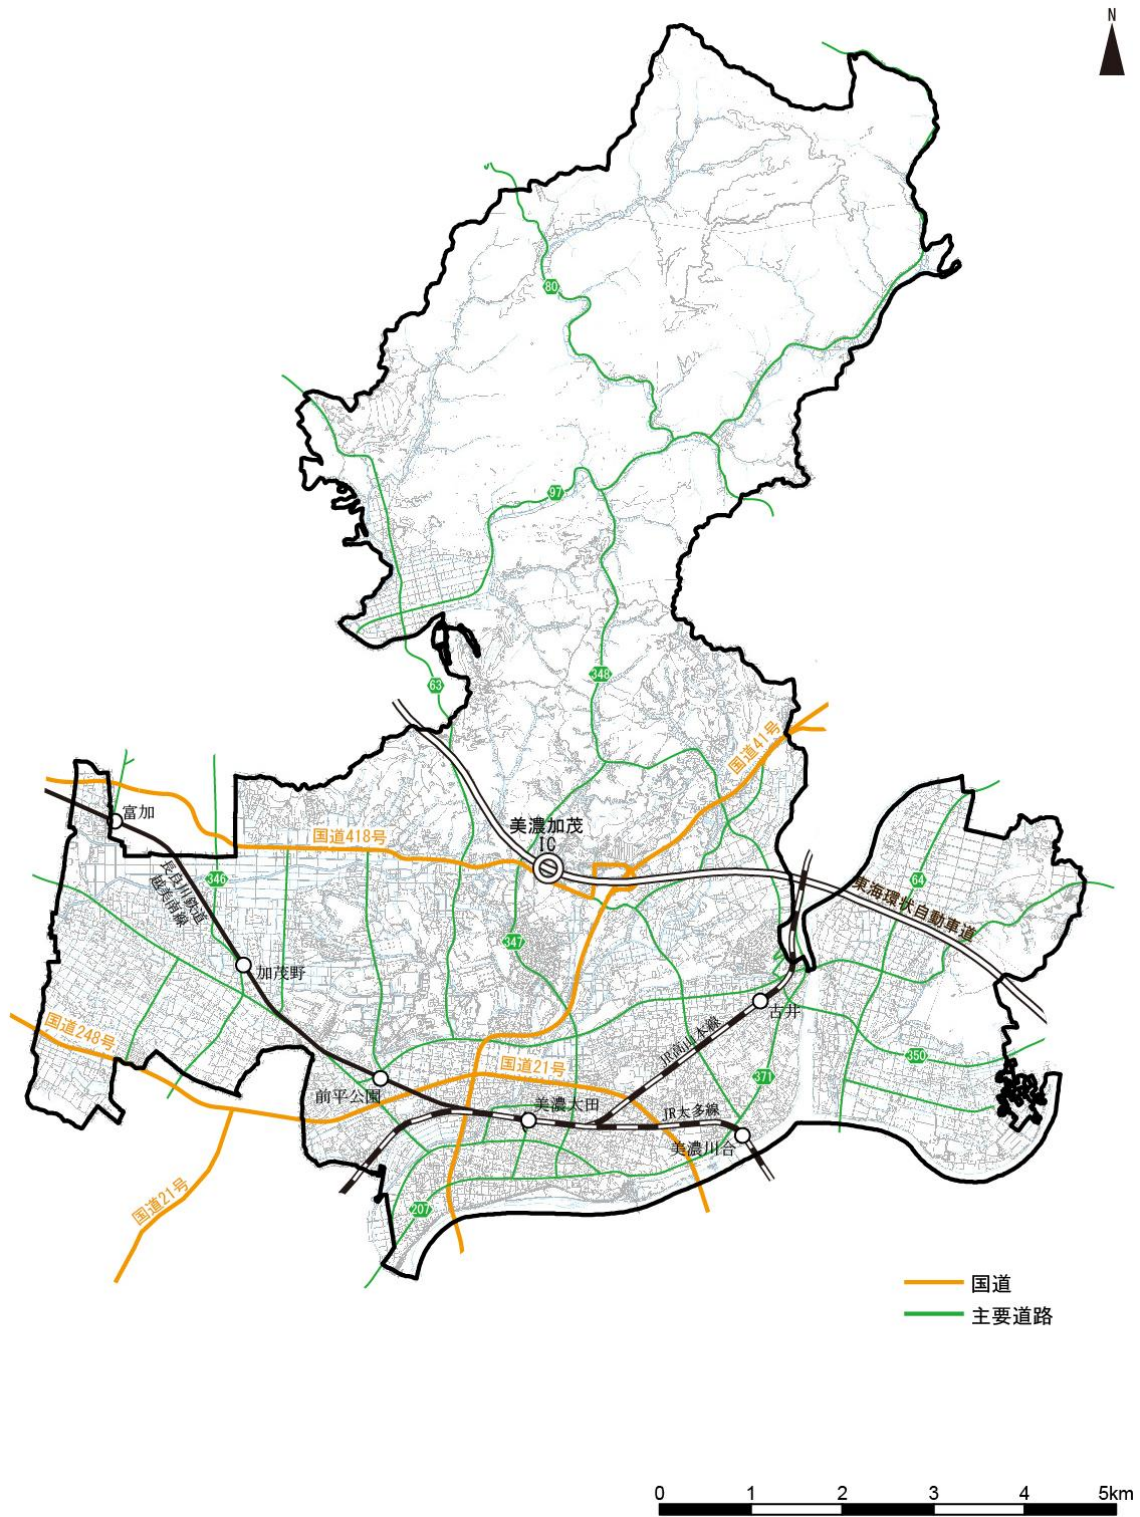 N
80
97
63
348
国道41号
富加
国道418号
美濃加茂
IC
346
長良川鉄道
越美南線
64
東海環状自動車道
347
加茂野
古井
国道248号
JR高山本線
国道21号
350
371
前平公園
美濃太田
JR太多線
美濃川合
国道21号
207
国道
主要道路
0 1 2 3 4 5km